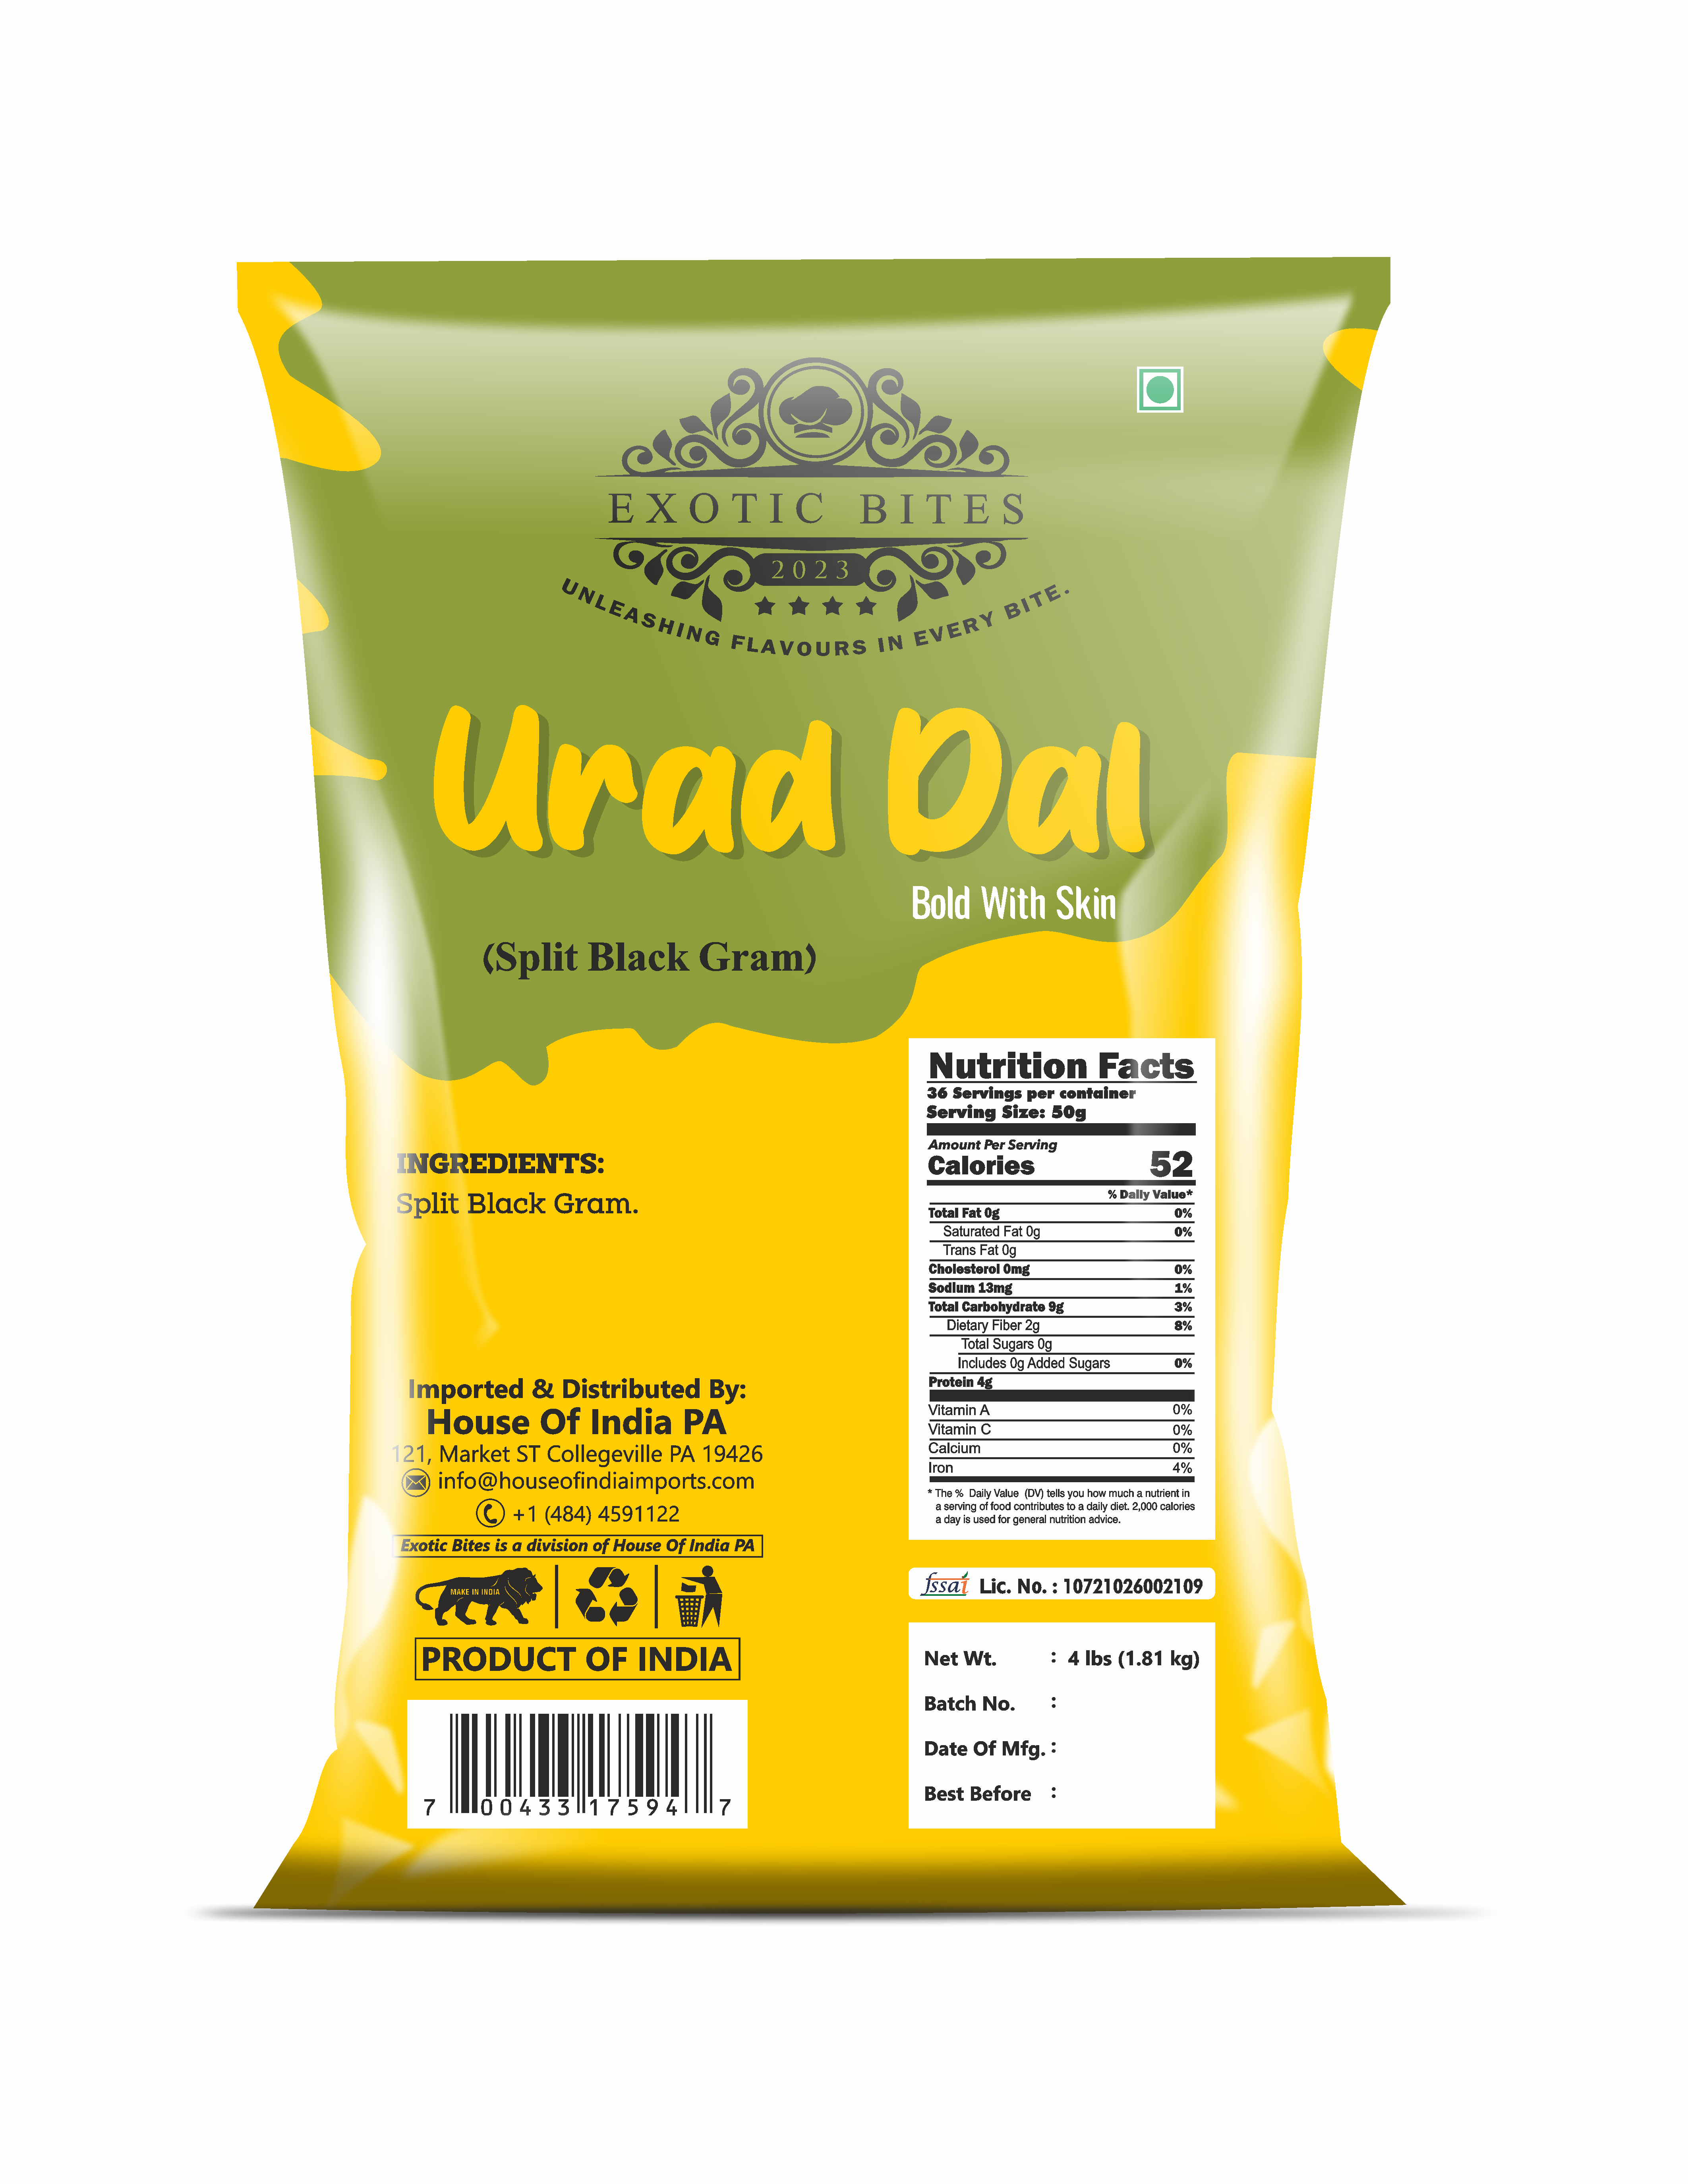 EXOTIC BITES
2023
UNLEASHING FLAVOURS IN EVERY BITE.
Urad Dal
Bold With Skin
(Split Black Gram)
INGREDIENTS:
Split Black Gram.
Imported & Distributed By:
House Of India PA
121, Market ST Collegeville PA 19426
info@houseofindiaimports.com
+1 (484) 4591122
Exotic Bites is a division of House Of India PA
MAKE IN INDIA
PRODUCT OF INDIA
7 00433 17594 7
Nutrition Facts
36 Servings per container
Serving Size: 50g
Amount Per Serving
Calories 52
% Daily Value*
Total Fat 0g 0%
Saturated Fat 0g 0%
Trans Fat 0g
Cholesterol 0mg 0%
Sodium 13mg 1%
Total Carbohydrate 9g 3%
Dietary Fiber 2g 8%
Total Sugars 0g
Includes 0g Added Sugars 0%
Protein 4g
Vitamin A 0%
Vitamin C 0%
Calcium 0%
Iron 4%
* The % Daily Value (DV) tells you how much a nutrient in
a serving of food contributes to a daily diet. 2,000 calories
a day is used for general nutrition advice.
fssai Lic. No. : 10721026002109
Net Wt. : 4 lbs (1.81 kg)
Batch No. :
Date Of Mfg. :
Best Before :